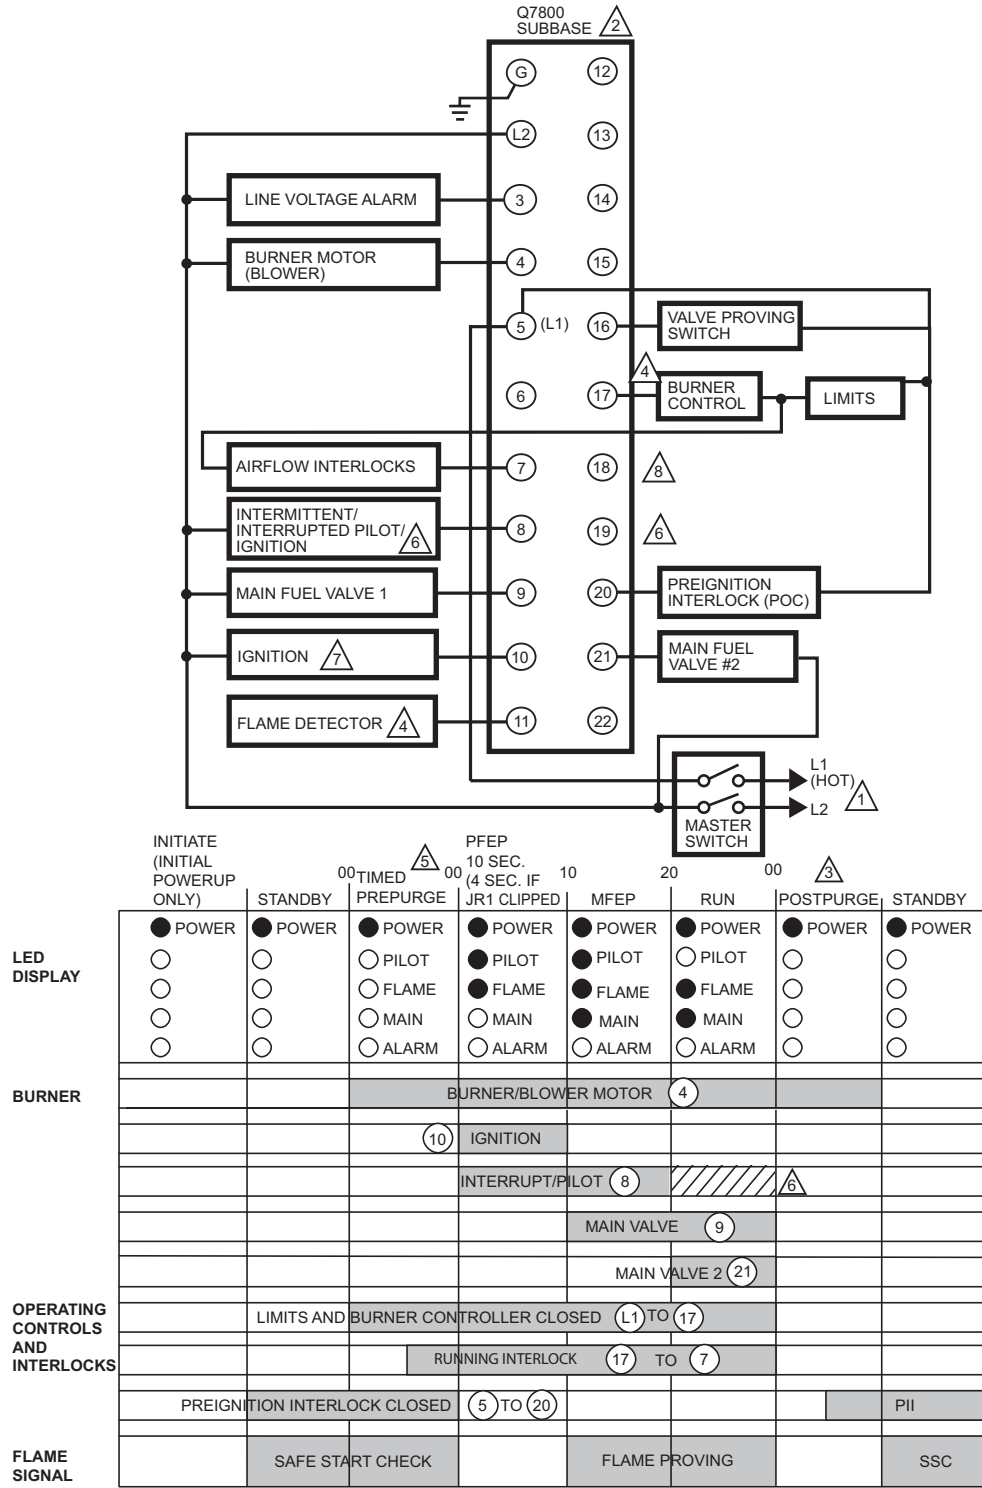 Q7800
SUBBASE 2
G 12
L2 13
LINE VOLTAGE ALARM 3 14
BURNER MOTOR
(BLOWER)
4 15
5 (L1) 16
VALVE PROVING
SWITCH
6 17
4
BURNER
CONTROL
LIMITS
AIRFLOW INTERLOCKS 7 18 8
INTERMITTENT/
INTERRUPTED PILOT/
IGNITION 6
8 19 6
MAIN FUEL VALVE 1 9 20
PREIGNITION
INTERLOCK (POC)
IGNITION 7 10 21
MAIN FUEL
VALVE #2
FLAME DETECTOR 4 11 22
L1
(HOT)
L2 1
MASTER
SWITCH
INITIATE
(INITIAL
POWERUP
ONLY)
STANDBY
00 TIMED
PREPURGE
5
00
PFEP
10 SEC.
(4 SEC. IF
JR1 CLIPPED
10
MFEP
20
RUN
00
3
POSTPURGE
STANDBY
LED
DISPLAY
POWER POWER POWER POWER POWER POWER POWER POWER
PILOT PILOT PILOT PILOT
FLAME FLAME FLAME FLAME
MAIN MAIN MAIN MAIN
ALARM ALARM ALARM ALARM
BURNER
BURNER/BLOWER MOTOR 4
10 IGNITION
INTERRUPT/PILOT 8 6
MAIN VALVE 9
MAIN VALVE 2 21
OPERATING
CONTROLS
AND
INTERLOCKS
LIMITS AND BURNER CONTROLLER CLOSED L1 TO 17
RUNNING INTERLOCK 17 TO 7
PREIGNITION INTERLOCK CLOSED 5 TO 20 PII
FLAME
SIGNAL
SAFE START CHECK FLAME PROVING SSC